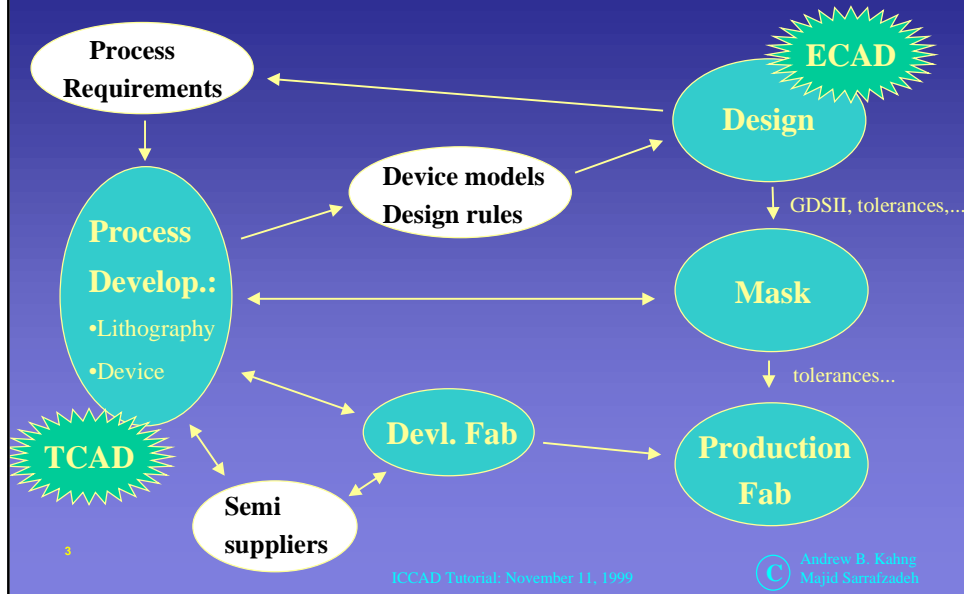 Process
Requirements
ECAD
Design
Device models
Design rules
GDSII, tolerances,...
Process
Develop.:
•Lithography
•Device
Mask
tolerances...
TCAD
Devl. Fab
Production
Fab
Semi
suppliers
3
ICCAD Tutorial: November 11, 1999
C
Andrew B. Kahng
Majid Sarrafzadeh